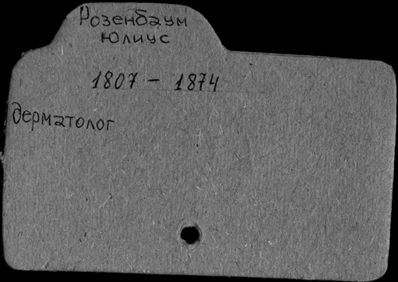 Розенбаум
Юлиус
1807 - 1874
дерматолог